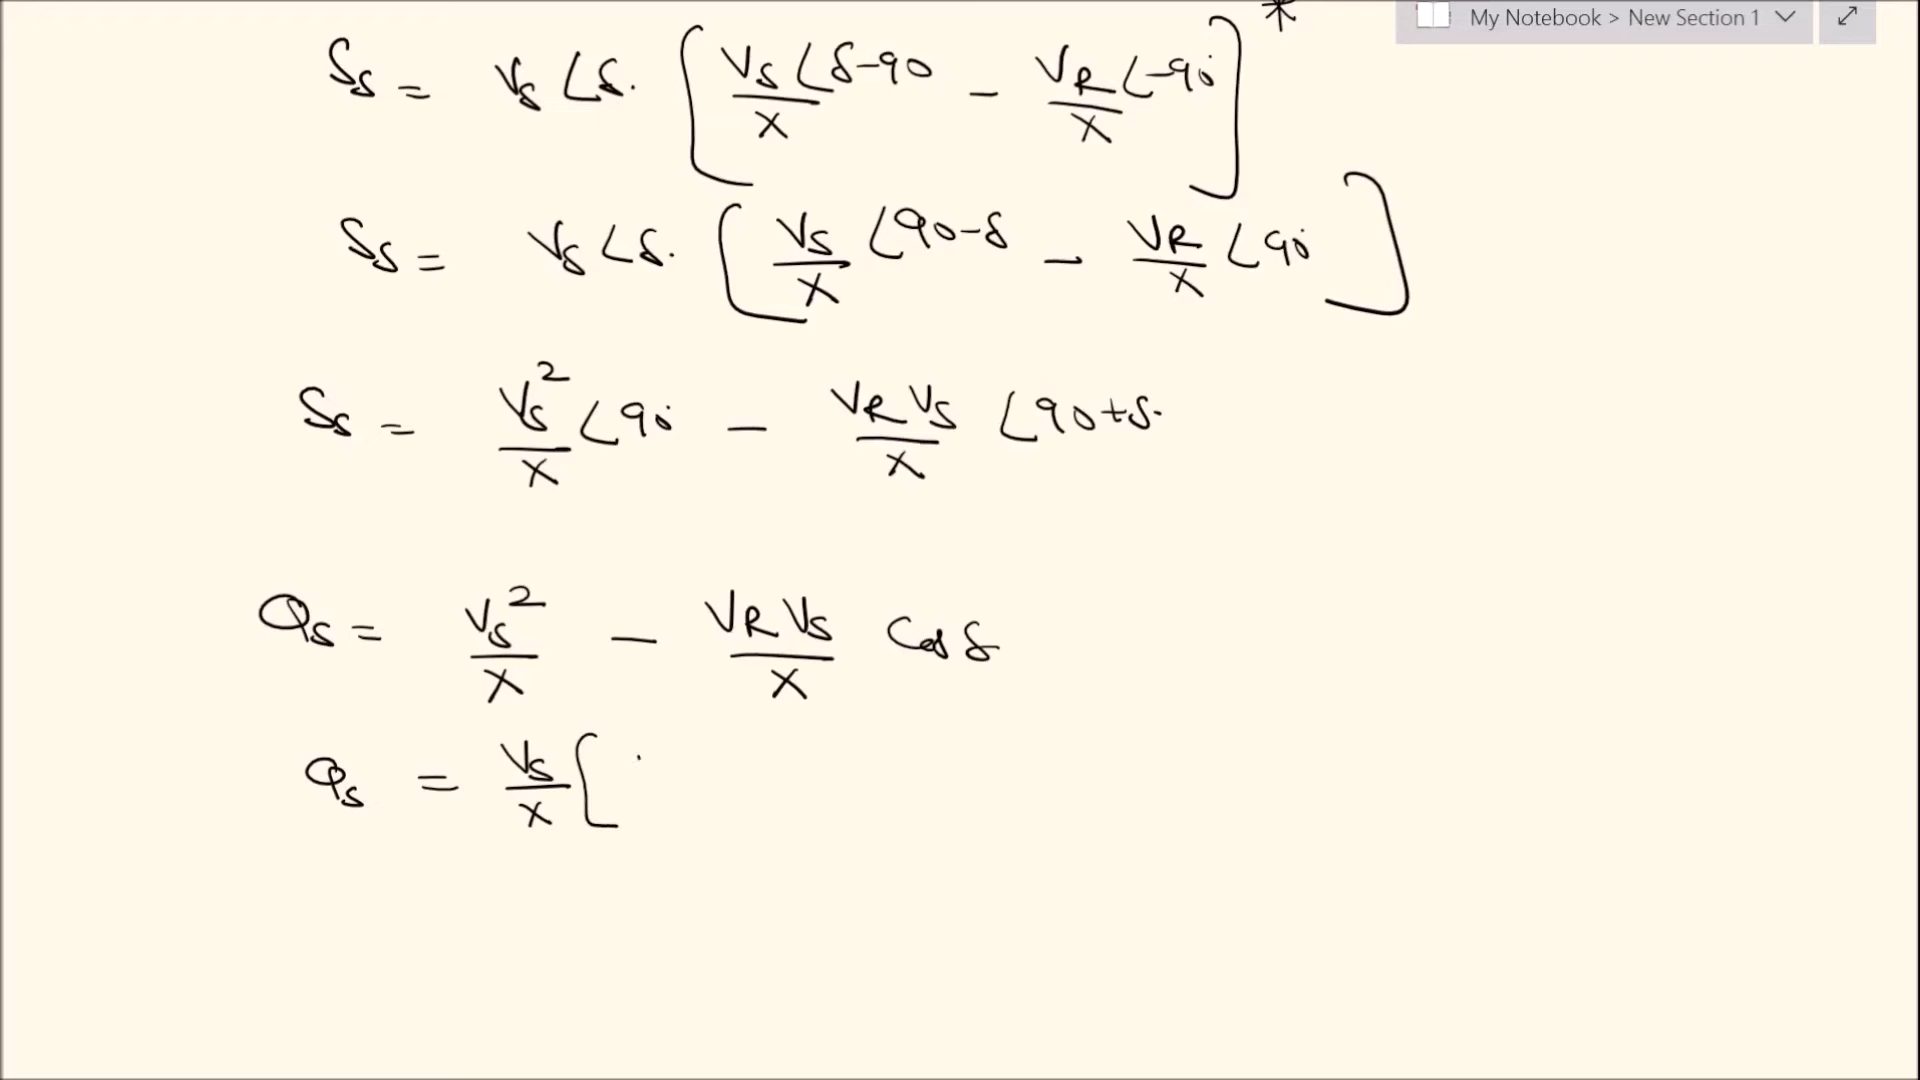 My Notebook > New Section 1
Ss = Vs∠δ. [Vs/X ∠δ-90 - VR/X ∠-90]*
Ss = Vs∠δ. [Vs/X ∠90-δ - VR/X ∠90]
Ss = Vs²/X ∠90 - VRVs/X ∠90+δ.
Qs = Vs²/X - VRVs/X Cosδ
Qs = Vs/X [